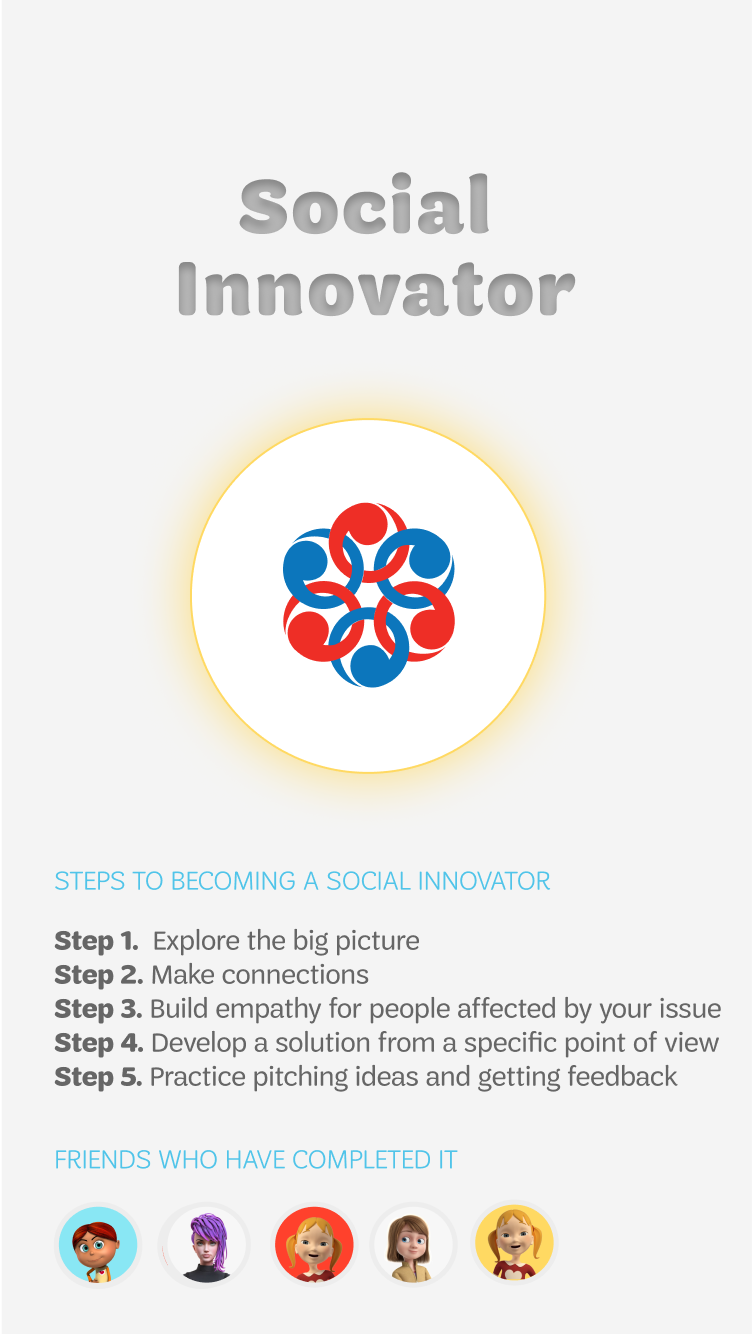 Social
Innovator
STEPS TO BECOMING A SOCIAL INNOVATOR
Step 1. Explore the big picture
Step 2. Make connections
Step 3. Build empathy for people affected by your issue
Step 4. Develop a solution from a specific point of view
Step 5. Practice pitching ideas and getting feedback
FRIENDS WHO HAVE COMPLETED IT